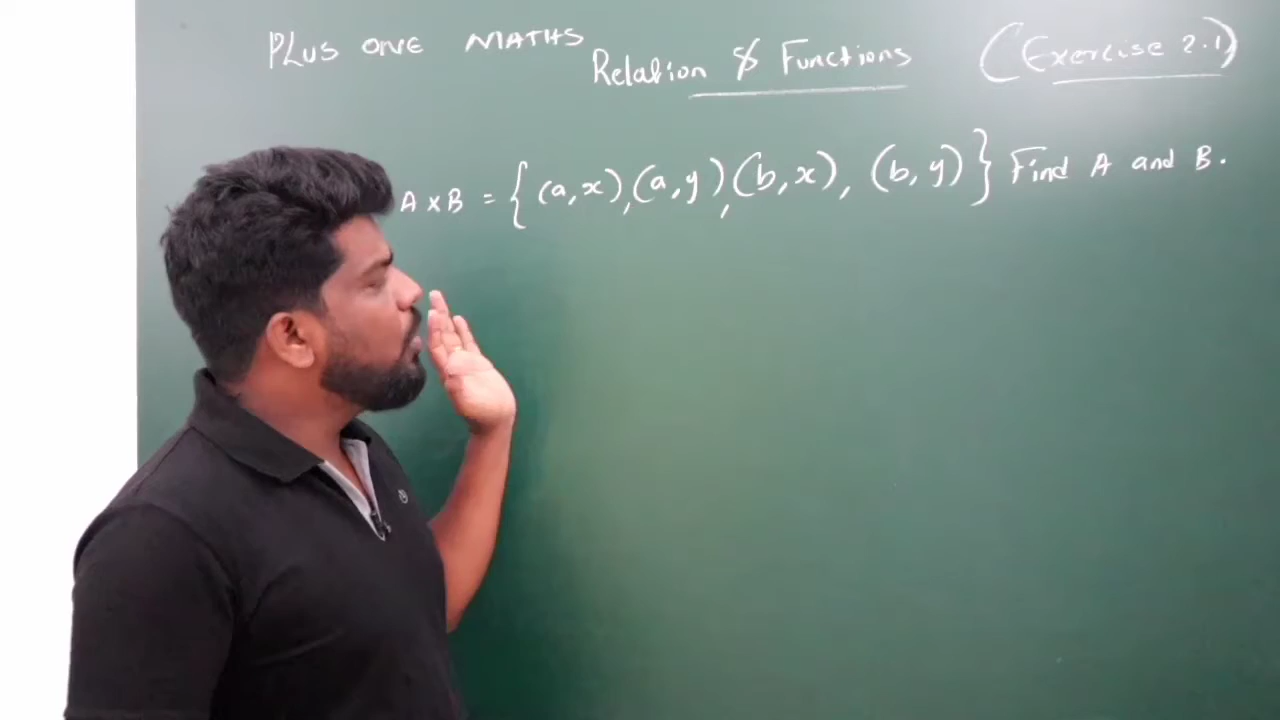 PLUS ONE MATHS
Relation & Functions (Exercise 2.1)
A×B = {(a,x),(a,y),(b,x),(b,y)} Find A and B.